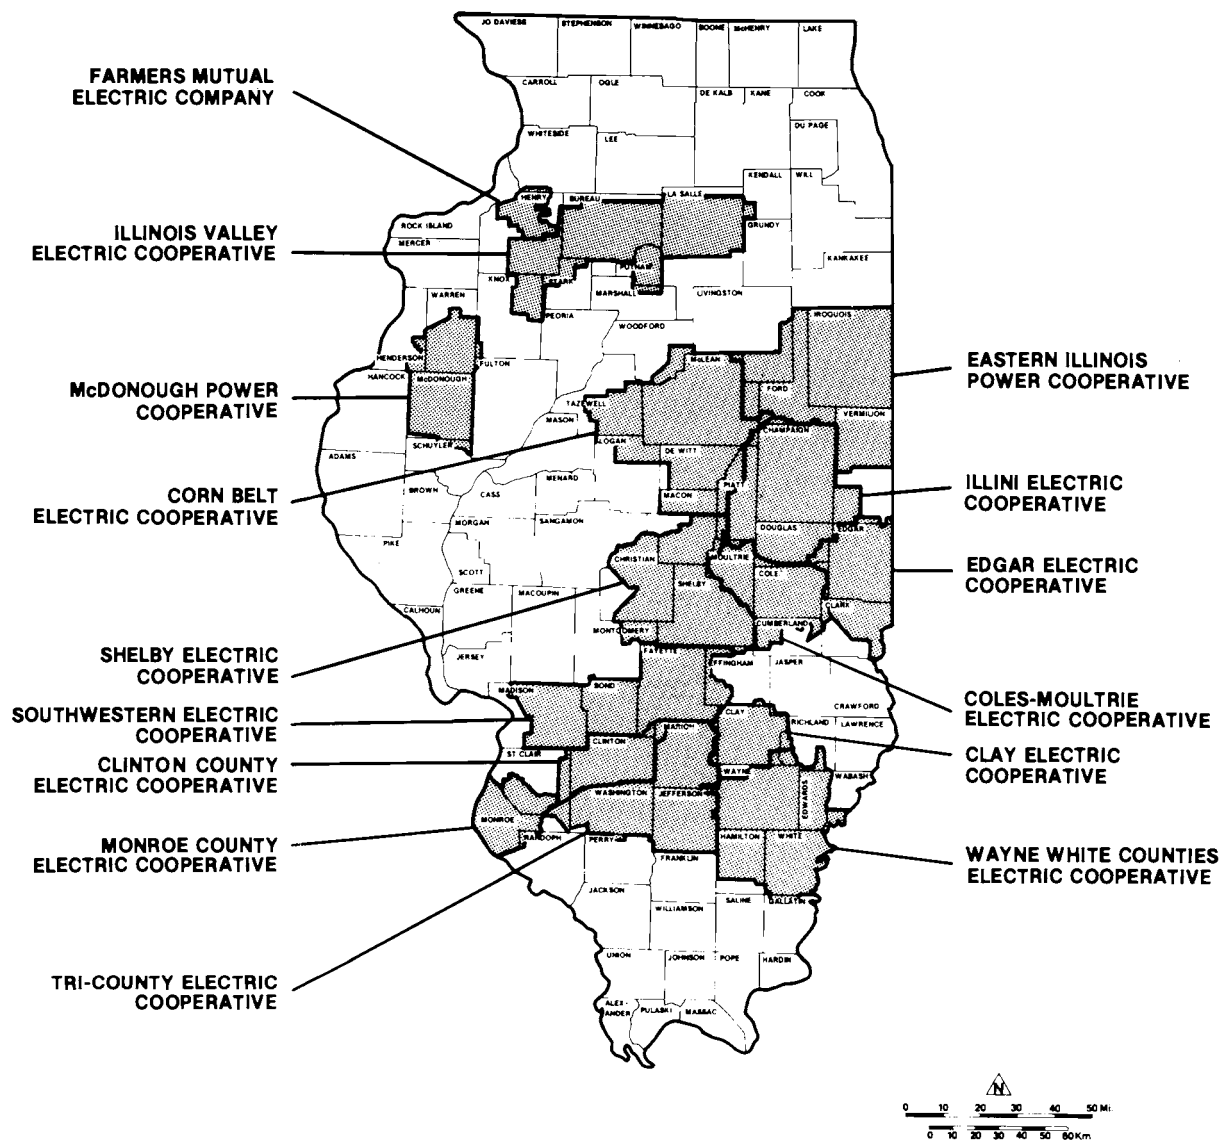 JO DAVIESS
STEPHENSON
WINNEBAGO
BOONE
McHENRY
LAKE
FARMERS MUTUAL
ELECTRIC COMPANY
CARROLL
OGLE
DE KALB
KANE
COOK
DU PAGE
WHITESIDE
LEE
KENDALL
WILL
HENRY
BUREAU
LA SALLE
GRUNDY
ROCK ISLAND
MERCER
ILLINOIS VALLEY
ELECTRIC COOPERATIVE
KANKAKEE
KNOX
STARK
PUTNAM
MARSHALL
LIVINGSTON
WARREN
PEORIA
WOODFORD
IROQUOIS
HENDERSON
FULTON
McLEAN
FORD
EASTERN ILLINOIS
POWER COOPERATIVE
HANCOCK
McDONOUGH
McDONOUGH POWER
COOPERATIVE
TAZEWELL
MASON
VERMILION
CHAMPAIGN
SCHUYLER
LOGAN
DE WITT
ADAMS
BROWN
CASS
MENARD
MACON
PIATT
ILLINI ELECTRIC
COOPERATIVE
CORN BELT
ELECTRIC COOPERATIVE
MORGAN
SANGAMON
DOUGLAS
EDGAR
PIKE
CHRISTIAN
MOULTRIE
SCOTT
SHELBY
COLE
EDGAR ELECTRIC
COOPERATIVE
GREENE
MACOUPIN
CALHOUN
CLARK
MONTGOMERY
CUMBERLAND
SHELBY ELECTRIC
COOPERATIVE
JERSEY
FAYETTE
EFFINGHAM
JASPER
MADISON
BOND
COLES-MOULTRIE
ELECTRIC COOPERATIVE
CRAWFORD
SOUTHWESTERN ELECTRIC
COOPERATIVE
CLAY
RICHLAND
LAWRENCE
MARION
ST CLAIR
CLINTON
CLAY ELECTRIC
COOPERATIVE
CLINTON COUNTY
ELECTRIC COOPERATIVE
WAYNE
WABASH
WASHINGTON
JEFFERSON
EDWARDS
MONROE
RANDOPH
PERRY
HAMILTON
WHITE
MONROE COUNTY
ELECTRIC COOPERATIVE
WAYNE WHITE COUNTIES
ELECTRIC COOPERATIVE
FRANKLIN
JACKSON
WILLIAMSON
SALINE
GALLATIN
UNION
JOHNSON
POPE
HARDIN
TRI-COUNTY ELECTRIC
COOPERATIVE
ALEX-
ANDER
PULASKI
MASSAC
N
0 10 20 30 40 50 Mi.
0 10 20 30 40 50 60 Km